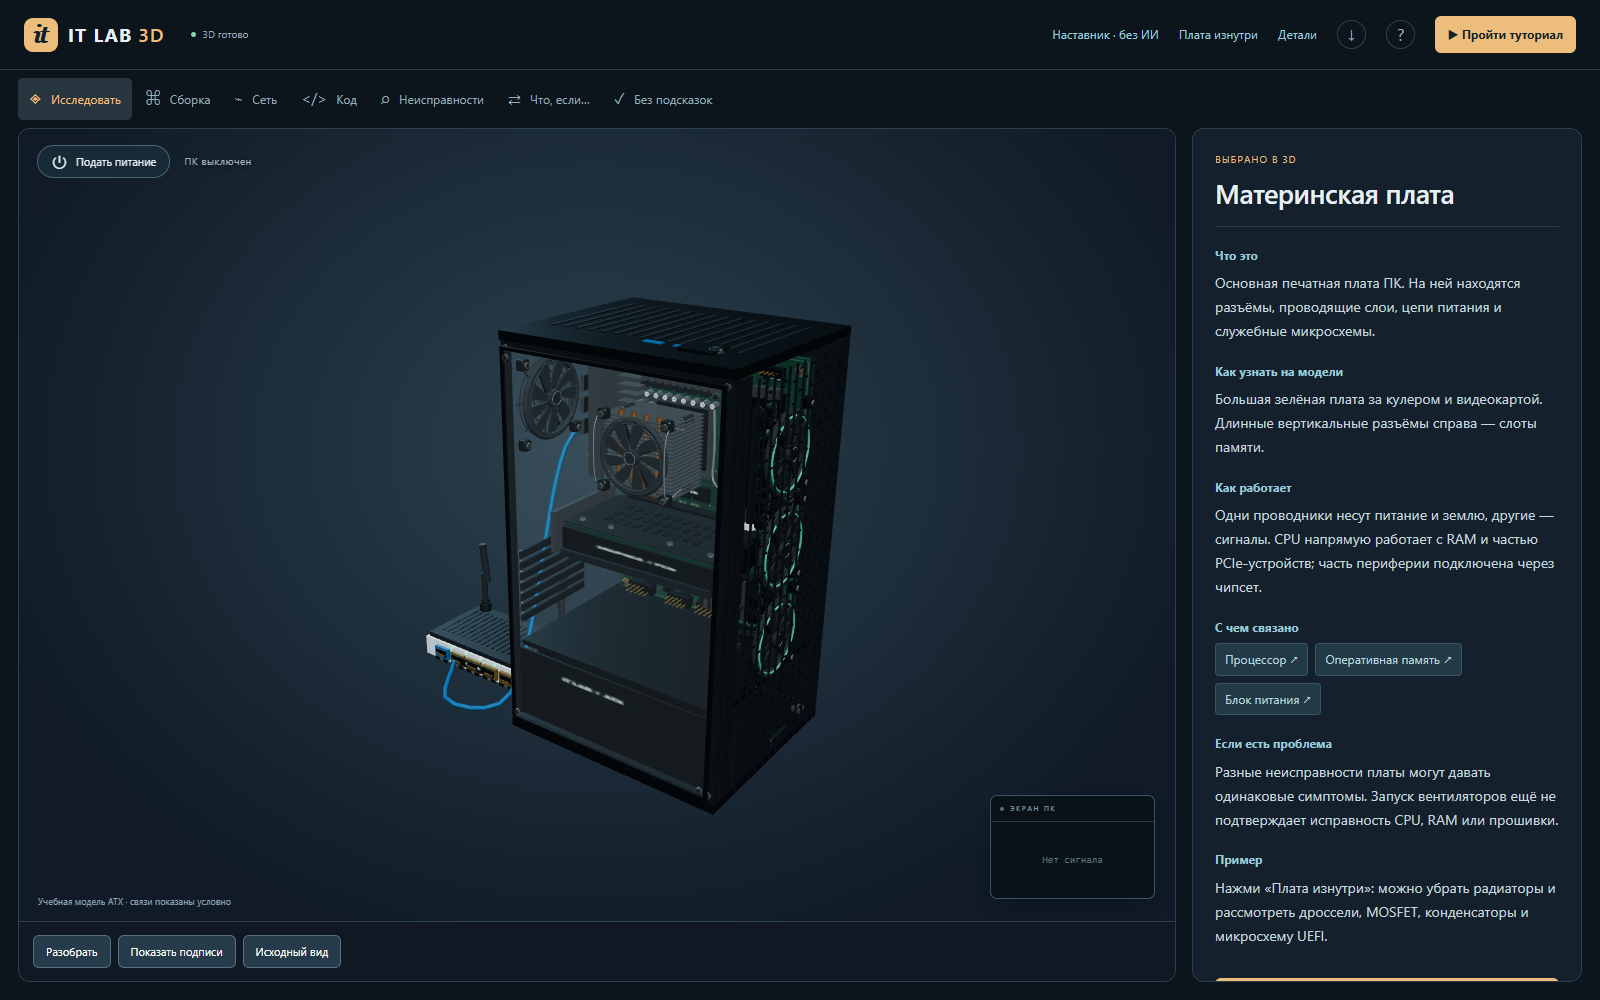 it IT LAB 3D
3D готово
Наставник · без ИИ
Плата изнутри
Детали
↓
?
▶ Пройти туториал
Исследовать
Сборка
Сеть
</> Код
Неисправности
Что, если...
Без подсказок
Подать питание
ПК выключен
ВЫБРАНО В 3D
Материнская плата
Что это
Основная печатная плата ПК. На ней находятся
разъёмы, проводящие слои, цепи питания и
служебные микросхемы.
Как узнать на модели
Большая зелёная плата за кулером и видеокартой.
Длинные вертикальные разъёмы справа — слоты
памяти.
Как работает
Одни проводники несут питание и землю, другие —
сигналы. CPU напрямую работает с RAM и частью
PCIe-устройств; часть периферии подключена через
чипсет.
С чем связано
Процессор ↗
Оперативная память ↗
Блок питания ↗
Если есть проблема
Разные неисправности платы могут давать
одинаковые симптомы. Запуск вентиляторов ещё не
подтверждает исправность CPU, RAM или прошивки.
Пример
Нажми «Плата изнутри»: можно убрать радиаторы и
рассмотреть дроссели, MOSFET, конденсаторы и
микросхему UEFI.
ЭКРАН ПК
Нет сигнала
Учебная модель ATX · связи показаны условно
Разобрать
Показать подписи
Исходный вид